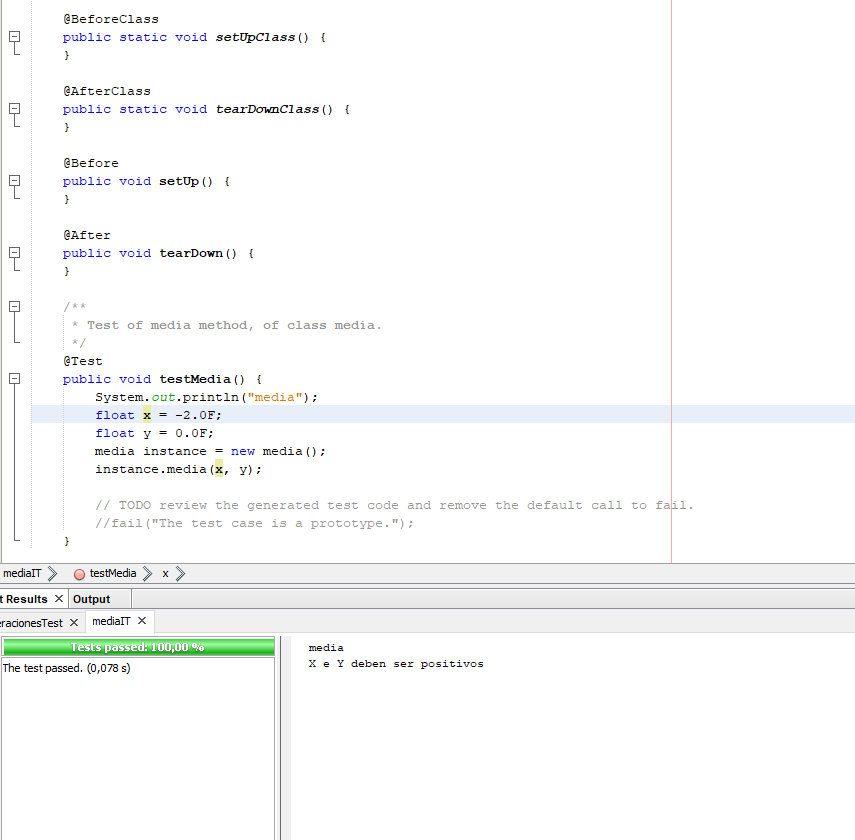 @BeforeClass
public static void setUpClass() {
}
@AfterClass
public static void tearDownClass() {
}
@Before
public void setUp() {
}
@After
public void tearDown() {
}
/**
* Test of media method, of class media.
*/
@Test
public void testMedia() {
System.out.println("media");
float x = -2.0F;
float y = 0.0F;
media instance = new media();
instance.media(x, y);
// TODO review the generated test code and remove the default call to fail.
//fail("The test case is a prototype.");
}
mediaIT testMedia x
t Results Output
eracionesTest mediaIT
Tests passed: 100,00 %
The test passed. (0,078 s)
media
X e Y deben ser positivos